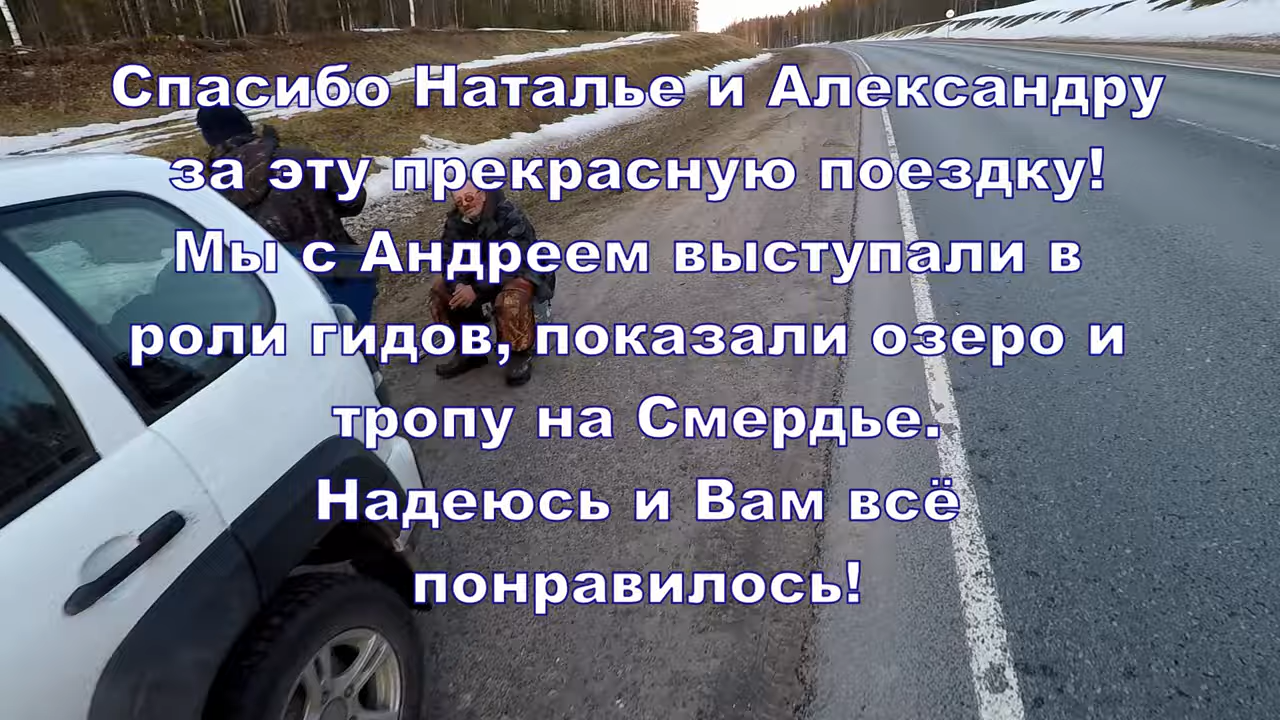 Спасибо Наталье и Александру
за эту прекрасную поездку!
Мы с Андреем выступали в
роли гидов, показали озеро и
тропу на Смердье.
Надеюсь и Вам всё
понравилось!